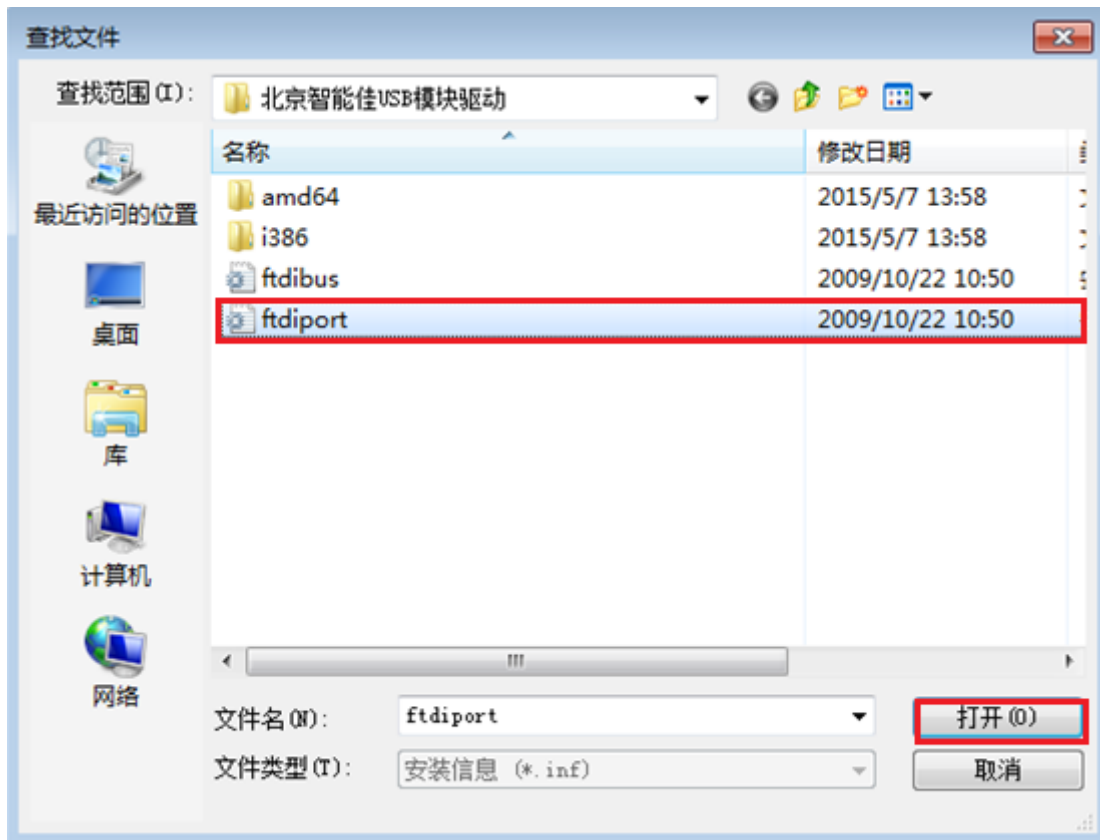 查找文件
查找范围(I): 北京智能佳USB模块驱动
名称 修改日期
最近访问的位置
amd64 2015/5/7 13:58
i386 2015/5/7 13:58
ftdibus 2009/10/22 10:50
ftdiport 2009/10/22 10:50
桌面
库
计算机
网络
文件名(N): ftdiport 打开(O)
文件类型(T): 安装信息 (*.inf) 取消